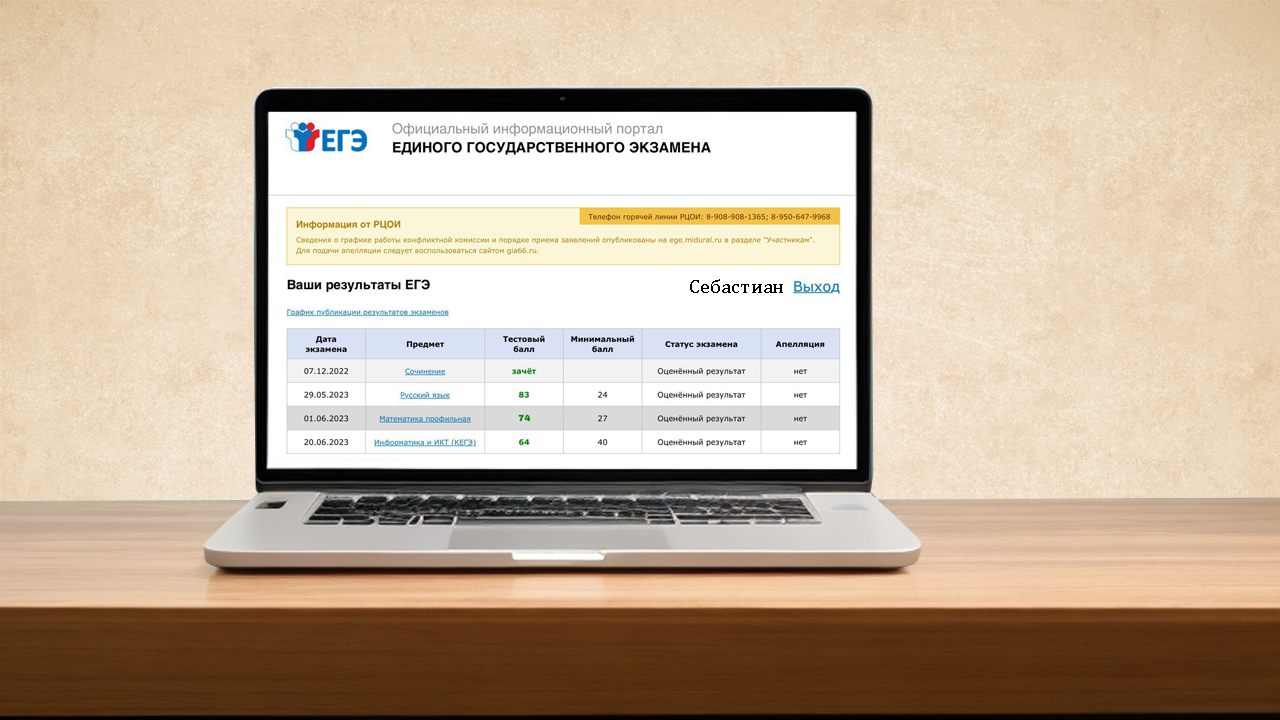 ЕГЭ
Официальный информационный портал
ЕДИНОГО ГОСУДАРСТВЕННОГО ЭКЗАМЕНА
Телефон горячей линии РЦОИ: 8-908-908-1365; 8-950-647-9968
Информация от РЦОИ
Сведения о графике работы конфликтной комиссии и порядке приема заявлений опубликованы на ege.midural.ru в разделе "Участникам".
Для подачи апелляции следует воспользоваться сайтом gia66.ru.
Ваши результаты ЕГЭ
Себастиан Выход
График публикации результатов экзаменов
Дата экзамена Предмет Тестовый балл Минимальный балл Статус экзамена Апелляция
07.12.2022 Сочинение зачёт Оценённый результат нет
29.05.2023 Русский язык 83 24 Оценённый результат нет
01.06.2023 Математика профильная 74 27 Оценённый результат нет
20.06.2023 Информатика и ИКТ (КЕГЭ) 64 40 Оценённый результат нет